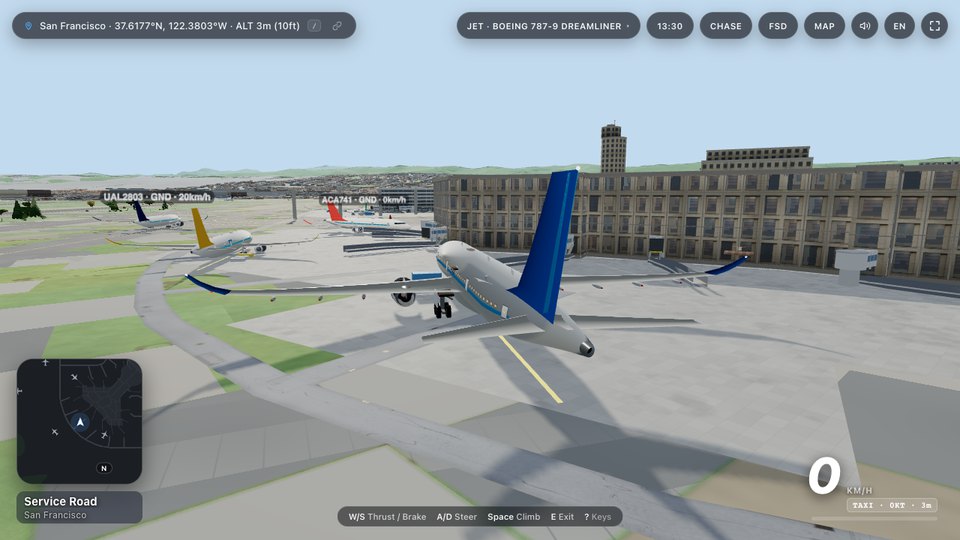 San Francisco · 37.6177°N, 122.3803°W · ALT 3m (10ft) /
JET · BOEING 787-9 DREAMLINER
13:30
CHASE
FSD
MAP
EN
UAL2803 · GND · 20km/h
ACA741 · GND · 0km/h
N
Service Road
San Francisco
0 KM/H
TAXI · 0KT · 3m
W/S Thrust / Brake A/D Steer Space Climb E Exit ? Keys